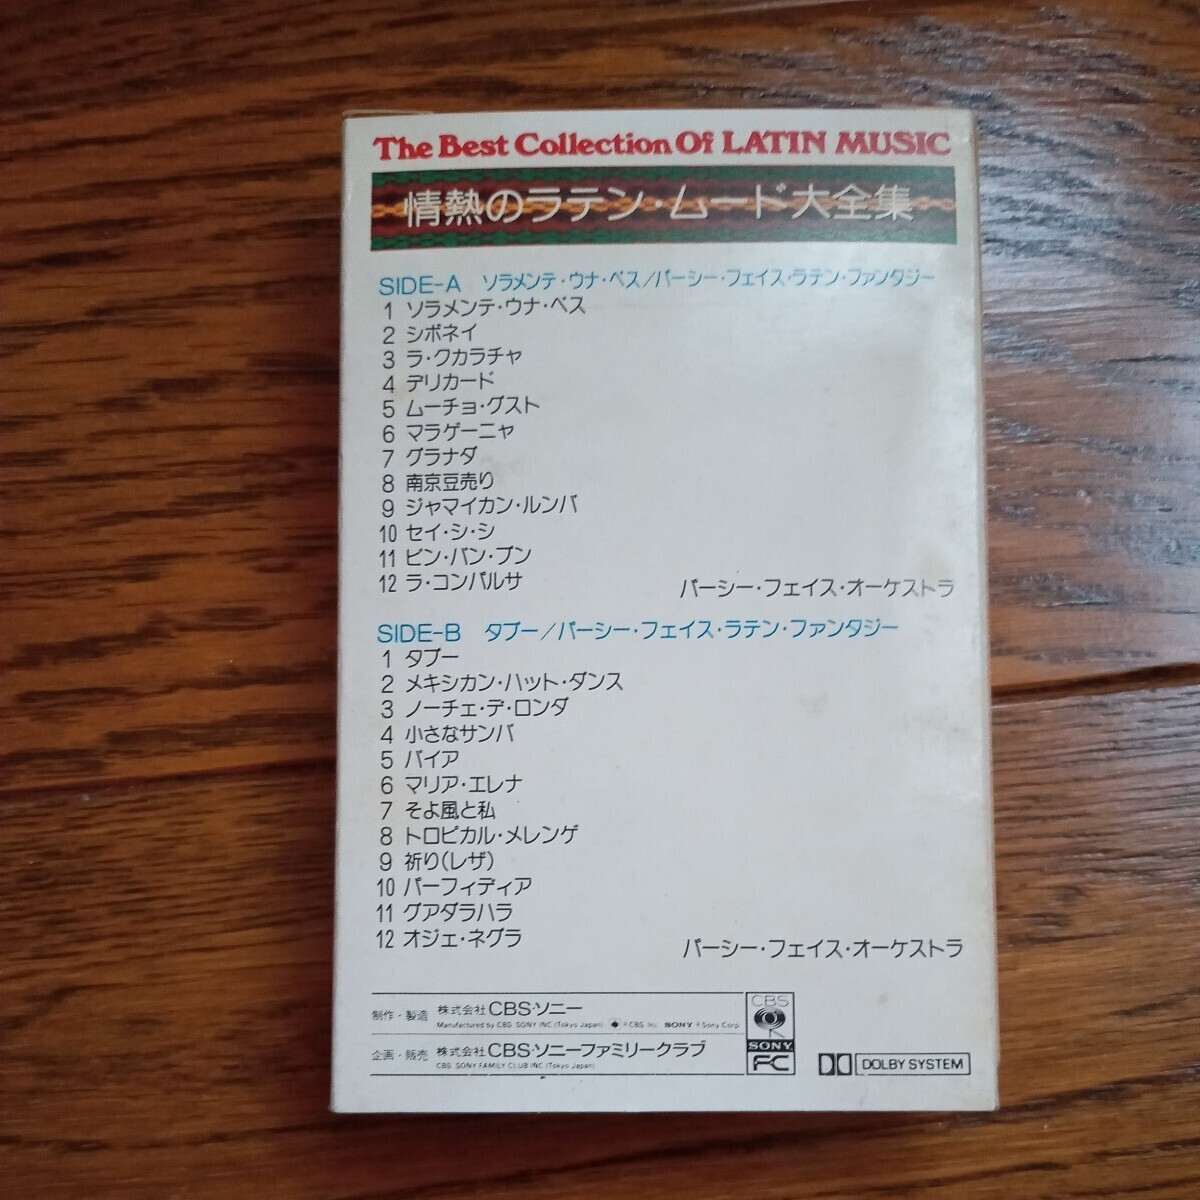 The Best Collection Of LATIN MUSIC
情熱のラテン・ムード大全集
SIDE-A ソラメンテ・ウナ・ベス/パーシー・フェイス・ラテン・ファンタジー
1 ソラメンテ・ウナ・ベス
2 シボネイ
3 ラ・クカラチャ
4 デリカード
5 ムーチョ・グスト
6 マラゲーニャ
7 グラナダ
8 南京豆売り
9 ジャマイカン・ルンバ
10 セイ・シ・シ
11 ビン・バン・ブン
12 ラ・コンパルサ
パーシー・フェイス・オーケストラ
SIDE-B タブー/パーシー・フェイス・ラテン・ファンタジー
1 タブー
2 メキシカン・ハット・ダンス
3 ノーチェ・デ・ロンダ
4 小さなサンバ
5 バイア
6 マリア・エレナ
7 そよ風と私
8 トロピカル・メレンゲ
9 祈り(レザ)
10 パーフィディア
11 グアダラハラ
12 オジェ・ネグラ
パーシー・フェイス・オーケストラ
制作・製造 株式会社CBS・ソニー
Manufactured by CBS SONY INC (Tokyo Japan) ® CBS Inc. SONY ® Sony Corp
企画・販売 株式会社CBS・ソニーファミリークラブ
CBS SONY FAMILY CLUB INC (Tokyo Japan)
CBS
SONY
FC
DOLBY SYSTEM